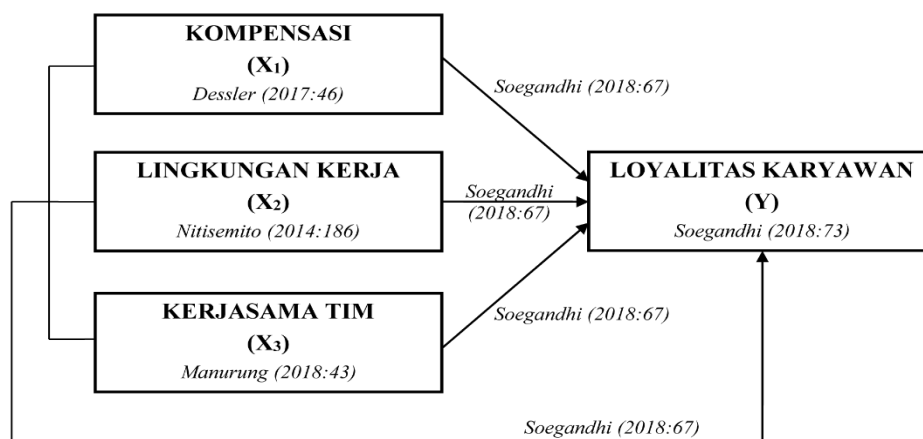 KOMPENSASI
(X₁)
Dessler (2017:46)
Soegandhi (2018:67)
LINGKUNGAN KERJA
(X₂)
Nitisemito (2014:186)
Soegandhi
(2018:67)
LOYALITAS KARYAWAN
(Y)
Soegandhi (2018:73)
KERJASAMA TIM
(X₃)
Manurung (2018:43)
Soegandhi (2018:67)
Soegandhi (2018:67)